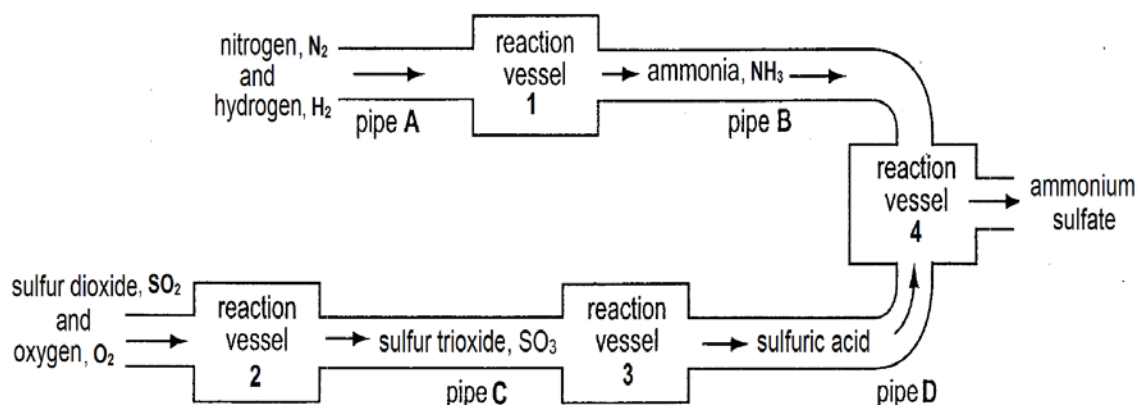 nitrogen, N₂
and
hydrogen, H₂
pipe A
reaction
vessel
1
ammonia, NH₃
pipe B
reaction
vessel
4
ammonium
sulfate
sulfur dioxide, SO₂
and
oxygen, O₂
reaction
vessel
2
sulfur trioxide, SO₃
pipe C
reaction
vessel
3
sulfuric acid
pipe D